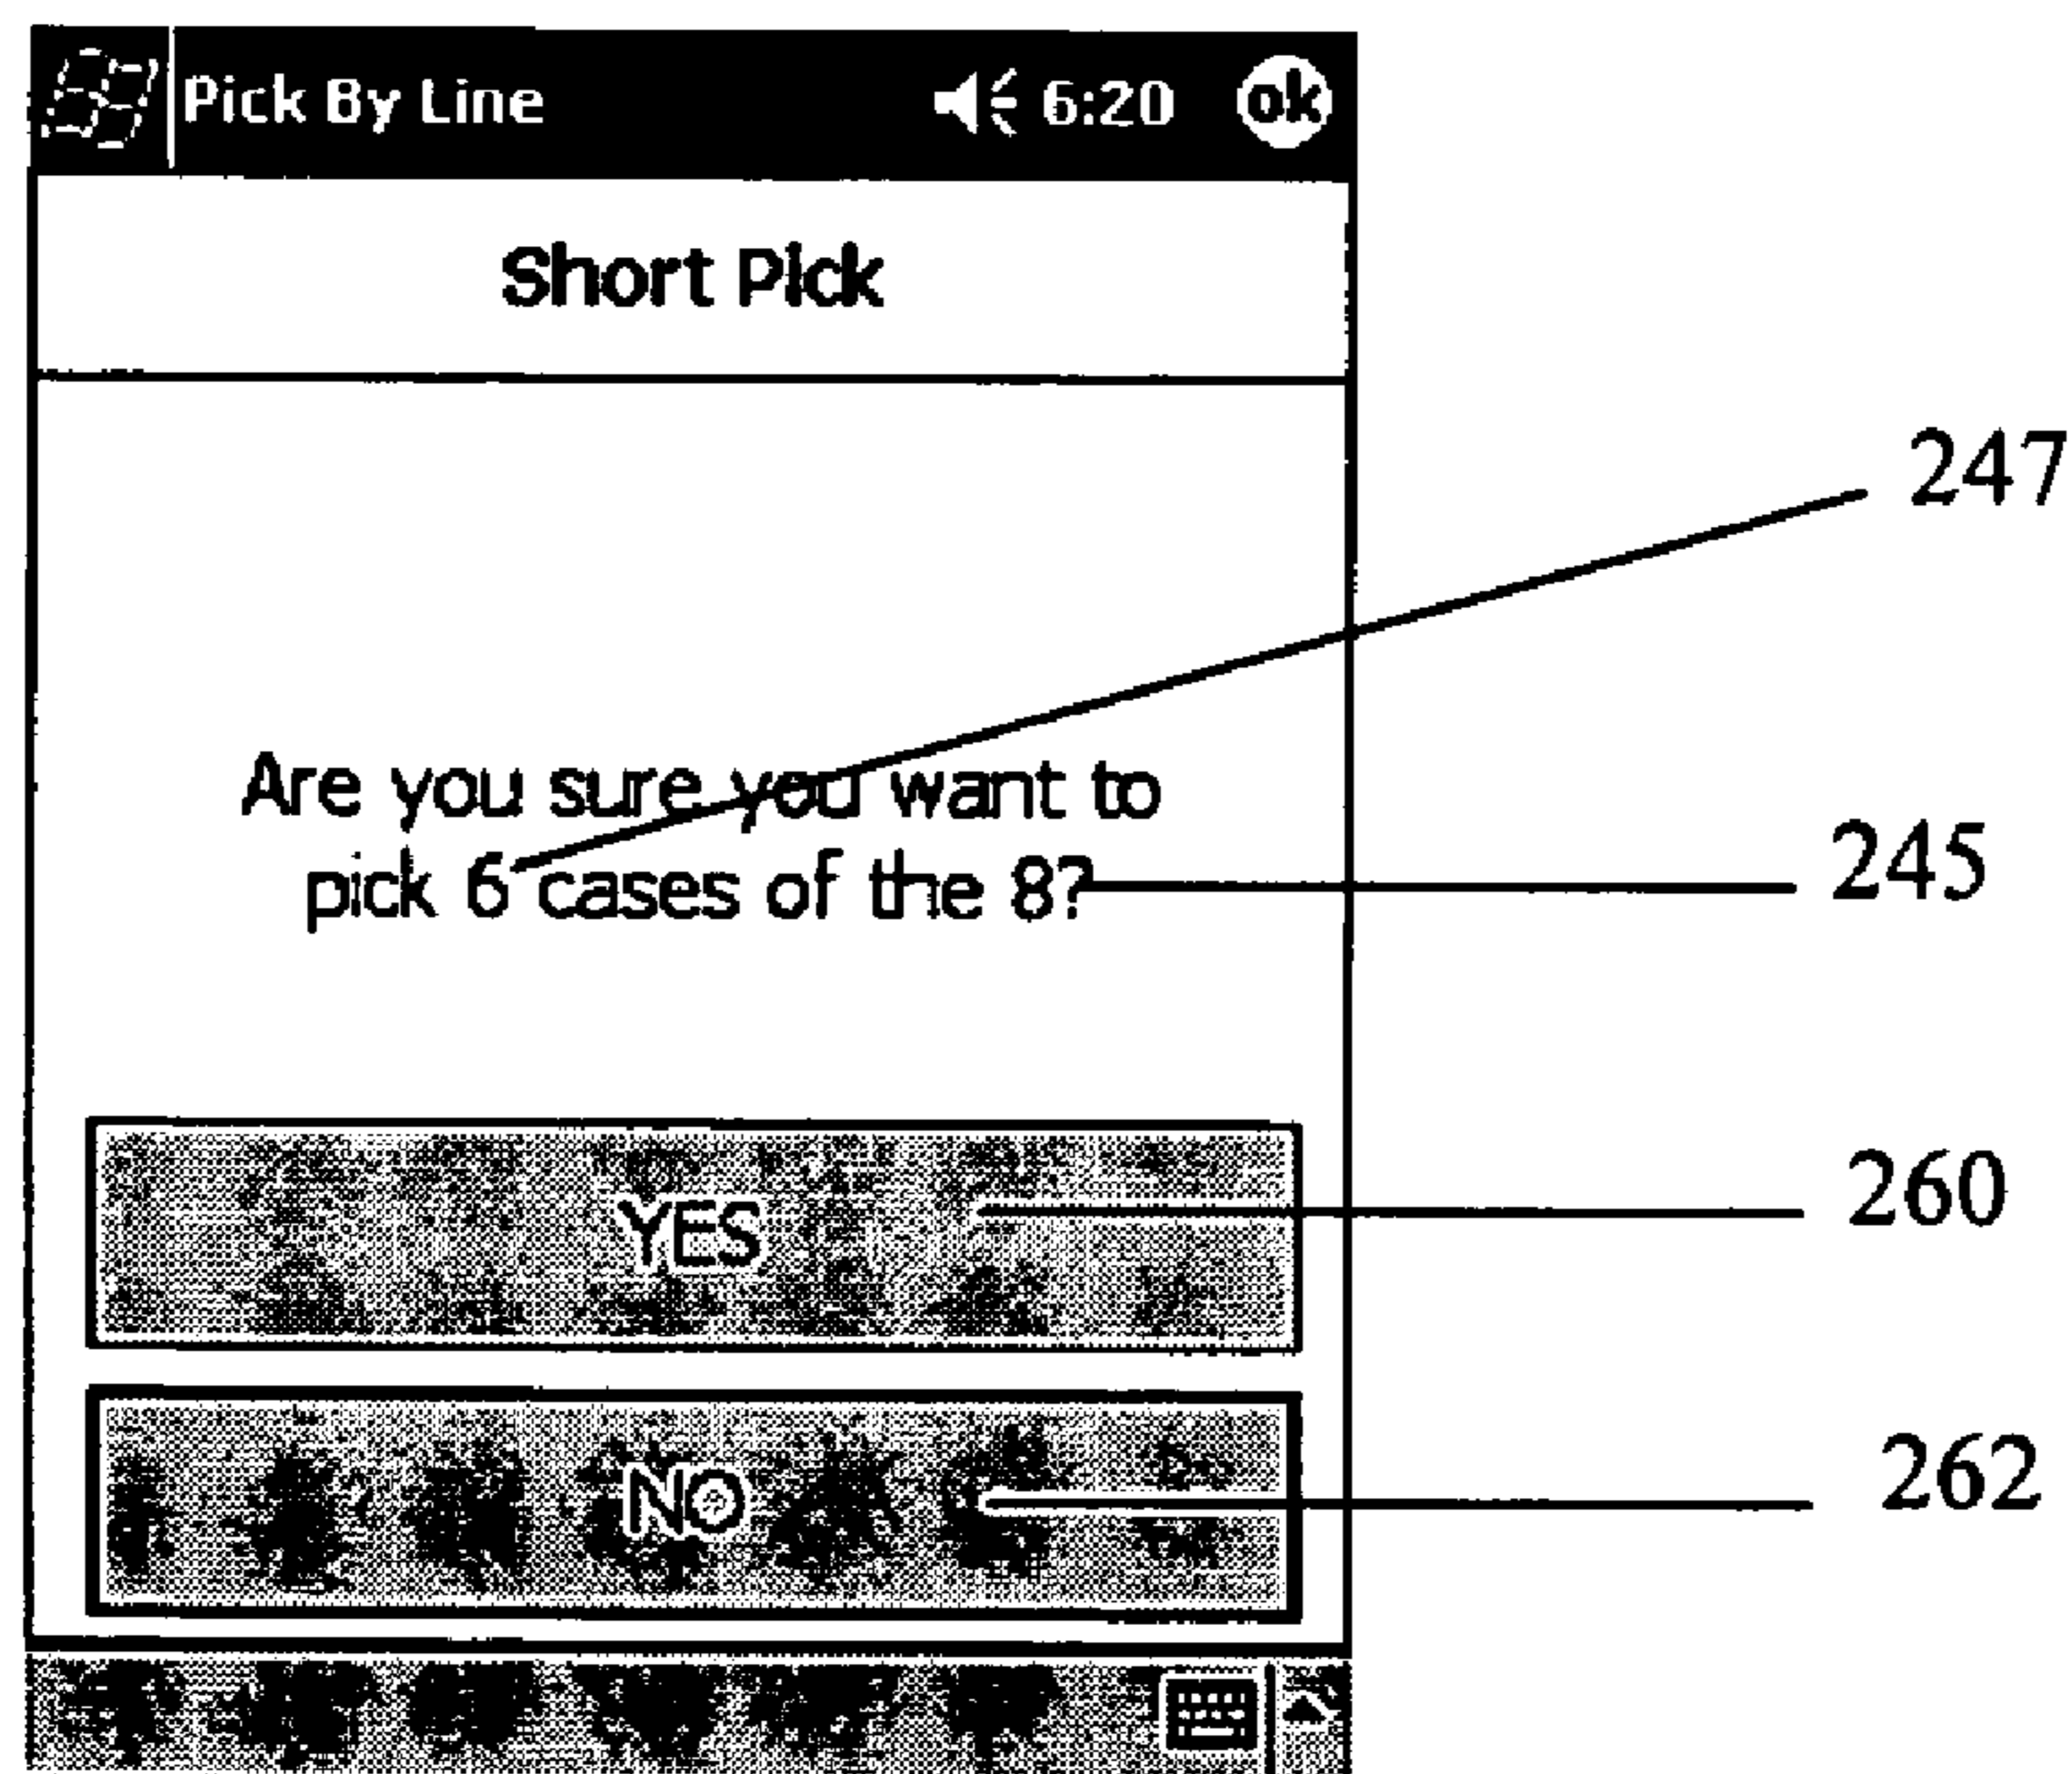 Pick By Line 6:20 ok
Short Pick
247
Are you sure you want to
pick 6 cases of the 8?
245
YES
260
NO
262